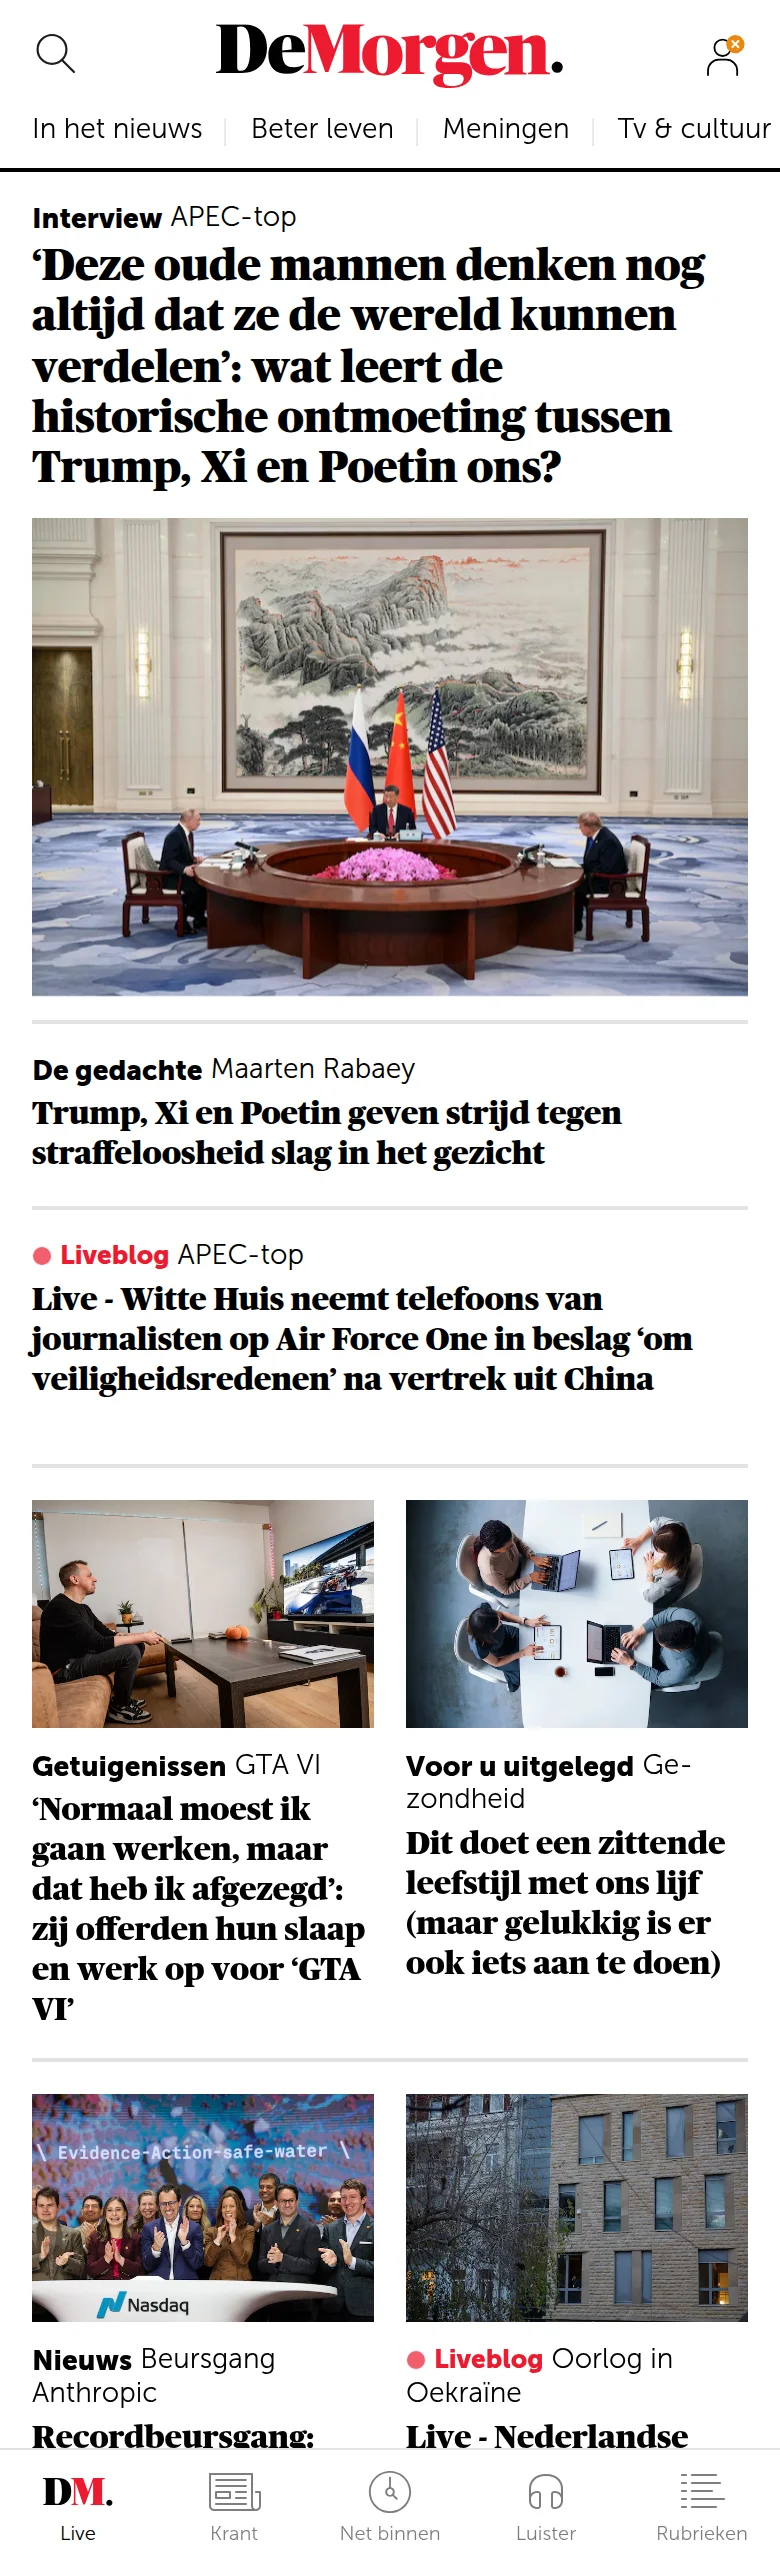 DeMorgen.
In het nieuws
Beter leven
Meningen
Tv & cultuur
Interview APEC-top
‘Deze oude mannen denken nog
altijd dat ze de wereld kunnen
verdelen’: wat leert de
historische ontmoeting tussen
Trump, Xi en Poetin ons?
De gedachte Maarten Rabaey
Trump, Xi en Poetin geven strijd tegen
straffeloosheid slag in het gezicht
Liveblog APEC-top
Live - Witte Huis neemt telefoons van
journalisten op Air Force One in beslag ‘om
veiligheidsredenen’ na vertrek uit China
Getuigenissen GTA VI
‘Normaal moest ik
gaan werken, maar
dat heb ik afgezegd’:
zij offerden hun slaap
en werk op voor ‘GTA
VI’
Voor u uitgelegd Ge-
zondheid
Dit doet een zittende
leefstijl met ons lijf
(maar gelukkig is er
ook iets aan te doen)
\ Evidence-Action-safe-water \
Nasdaq
Nieuws Beursgang
Anthropic
Recordbeursgang:
Liveblog Oorlog in
Oekraïne
Live - Nederlandse
DM.
Live
Krant
Net binnen
Luister
Rubrieken